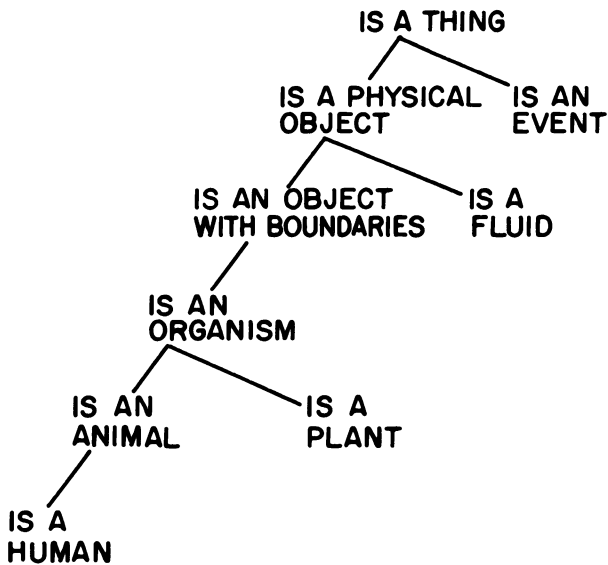 IS A THING
IS A PHYSICAL
OBJECT
IS AN
EVENT
IS AN OBJECT
WITH BOUNDARIES
IS A
FLUID
IS AN
ORGANISM
IS AN
ANIMAL
IS A
PLANT
IS A
HUMAN